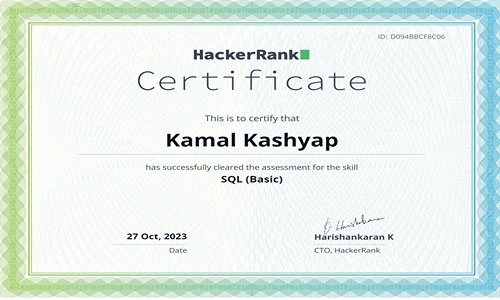 ID: D094BBCF8C06
HackerRank
Certificate
This is to certify that
Kamal Kashyap
has successfully cleared the assessment for the skill
SQL (Basic)
D. Harishankaran
27 Oct, 2023
Harishankaran K
Date
CTO, HackerRank